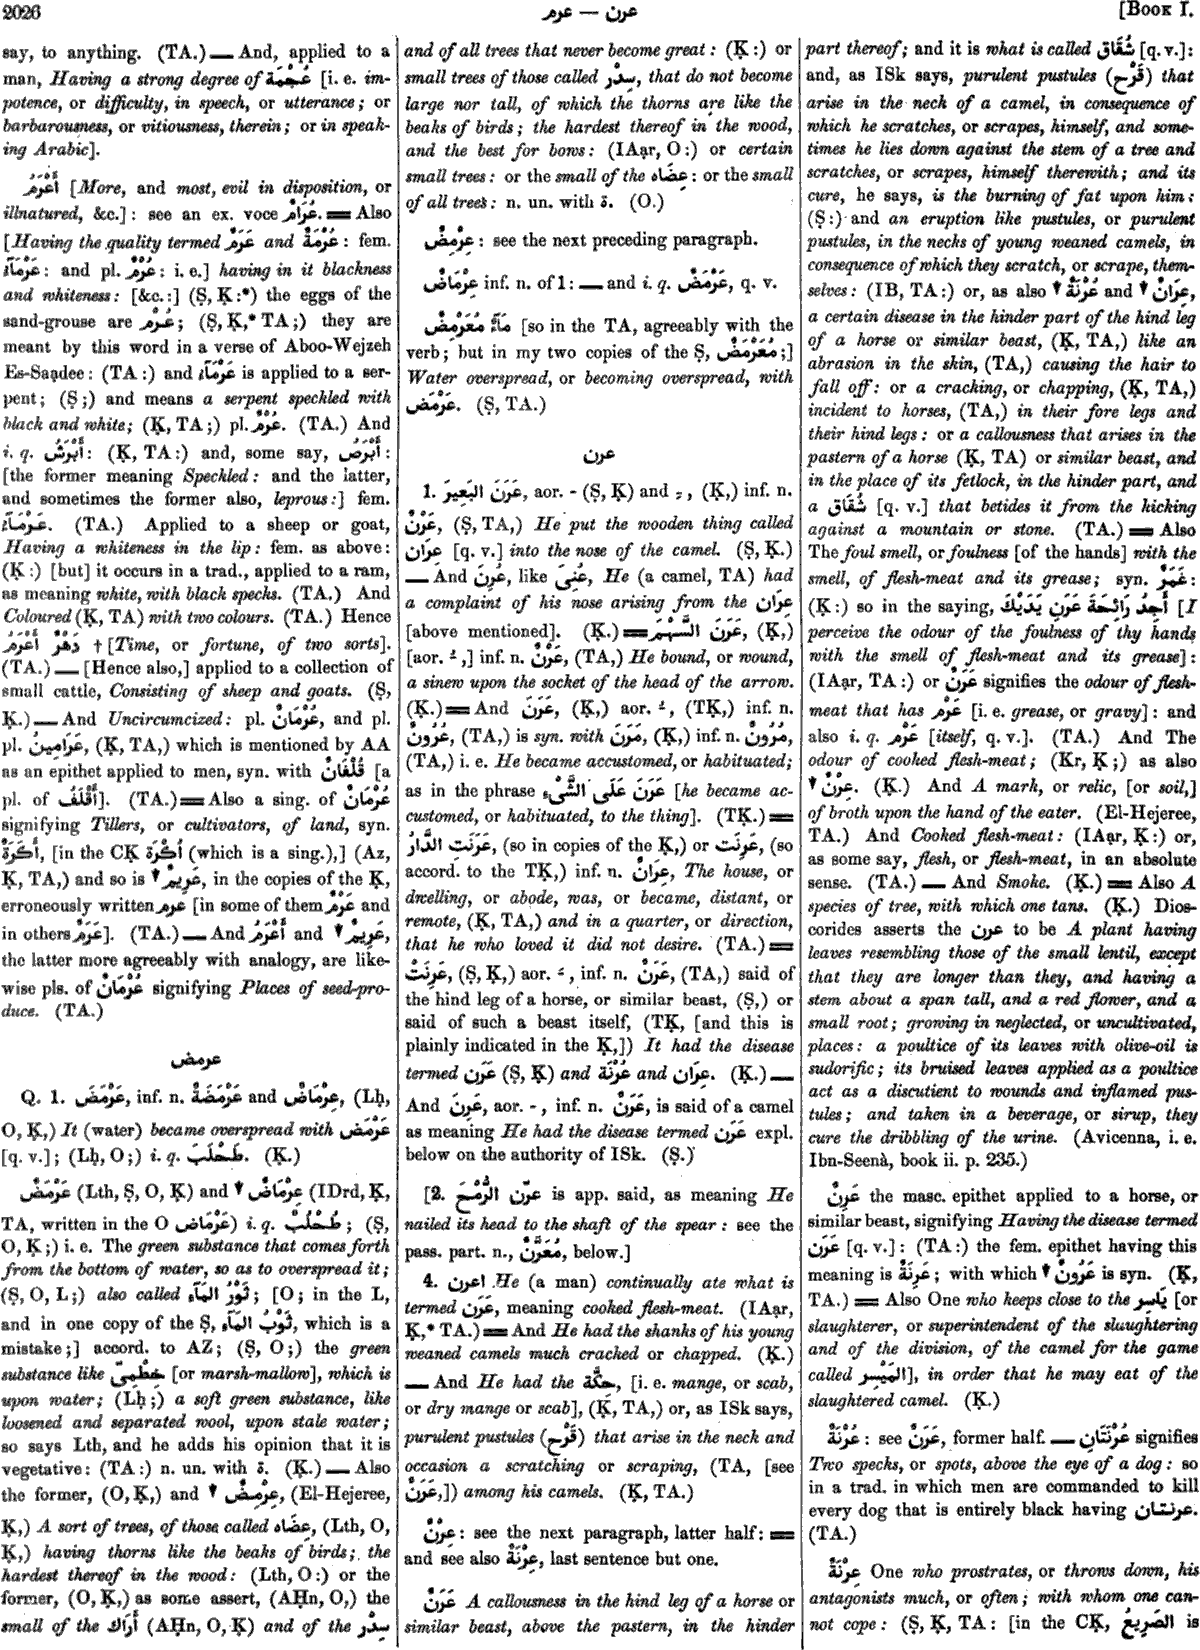 2026
عرن — عرم
[Book I.
say, to anything. (TA.) — And, applied to a
man, Having a strong degree of عُجْمَة [i. e. im-
potence, or difficulty, in speech, or utterance; or
barbarousness, or vitiousness, therein; or in speak-
ing Arabic].
أَعْرَمُ [More, and most, evil in disposition, or
illnatured, &c.] : see an ex. voce عُرَامٌ. ═ Also
[Having the quality termed عَرَمٌ and عُرْمَةٌ : fem.
عَرْمَآءُ : and pl. عُرْمٌ : i. e.] having in it blackness
and whiteness: [&c. :] (Ṣ, Ḳ :*) the eggs of the
sand-grouse are عُرْم; (Ṣ, Ḳ,* TA ;) they are
meant by this word in a verse of Aboo-Wejzeh
Es-Saạdee : (TA :) and عَرْمَآءُ is applied to a ser-
pent; (Ṣ ;) and means a serpent speckled with
black and white; (Ḳ, TA ;) pl. عُرْمٌ. (TA.) And
i. q. أَبْرَشُ : (Ḳ, TA :) and, some say, أَبْرَصُ :
[the former meaning Speckled : and the latter,
and sometimes the former also, leprous :] fem.
عَرْمَآءُ. (TA.) Applied to a sheep or goat,
Having a whiteness in the lip : fem. as above :
(Ḳ :) [but] it occurs in a trad., applied to a ram,
as meaning white, with black specks. (TA.) And
Coloured (Ḳ, TA) with two colours. (TA.) Hence
دَهْرٌ أَعْرَمُ † [Time, or fortune, of two sorts].
(TA.) — [Hence also,] applied to a collection of
small cattle, Consisting of sheep and goats. (Ṣ,
Ḳ.) — And Uncircumcized : pl. عُرْمَانٌ, and pl.
pl. عَرَامِينُ, (Ḳ, TA,) which is mentioned by AA
as an epithet applied to men, syn. with قُلْفَانٌ [a
pl. of أَقْلَفُ]. (TA.) ═ Also a sing. of عُرْمَانٌ
signifying Tillers, or cultivators, of land, syn.
أَكَرَةٌ, [in the CḲ أُكْرَة (which is a sing.),] (Az,
Ḳ, TA,) and so is ▼ عَرِيمٌ, in the copies of the Ḳ,
erroneously written عرم [in some of them عَرْمٌ and
in others عَرَمٌ]. (TA.) — And أَعْرَمُ and ▼ عَرِيمٌ,
the latter more agreeably with analogy, are like-
wise pls. of عُرْمَانٌ signifying Places of seed-pro-
duce. (TA.)
عرمض
Q. 1. عَرْمَضَ, inf. n. عَرْمَضَةٌ and عِرْمَاضٌ, (Lḥ,
O, Ḳ,) It (water) became overspread with عَرْمَض
[q. v.]; (Lḥ, O ;) i. q. طَحْلَبَ. (Ḳ.)
عَرْمَضٌ (Lth, Ṣ, O, Ḳ) and ▼ عِرْمَاضٌ (IDrd, Ḳ,
TA, written in the O عَرْمَاض) i. q. طُحْلُبٌ; (Ṣ,
O, Ḳ ;) i. e. The green substance that comes forth
from the bottom of water, so as to overspread it ;
(Ṣ, O, L ;) also called ثَوْرُ المَآءِ; [O ; in the L,
and in one copy of the Ṣ, ثَوْبُ المَآءِ, which is a
mistake ;] accord. to AZ; (Ṣ, O ;) the green
substance like خِطْمِىّ [or marsh-mallow], which is
upon water; (Lḥ ;) a soft green substance, like
loosened and separated wool, upon stale water;
so says Lth, and he adds his opinion that it is
vegetative : (TA :) n. un. with ة. (Ḳ.) — Also
the former, (O, Ḳ,) and ▼ عِرْمِضٌ, (El-Hejeree,
Ḳ,) A sort of trees, of those called عِضَاه, (Lth, O,
Ḳ,) having thorns like the beaks of birds; the
hardest thereof in the wood : (Lth, O :) or the
former, (O, Ḳ,) as some assert, (AḤn, O,) the
small of the أَرَاك (AḤn, O, Ḳ) and of the سِدْر
and of all trees that never become great : (Ḳ :) or
small trees of those called سِدْر, that do not become
large nor tall, of which the thorns are like the
beaks of birds; the hardest thereof in the wood,
and the best for bows : (IAạr, O :) or certain
small trees : or the small of the عِضَاه : or the small
of all trees : n. un. with ة. (O.)
عِرْمِضٌ : see the next preceding paragraph.
عِرْمَاضٌ inf. n. of 1 : — and i. q. عَرْمَضٌ, q. v.
مَآءٌ مُعَرْمِضٌ [so in the TA, agreeably with the
verb; but in my two copies of the Ṣ, مُعَرْمَضٌ ;]
Water overspread, or becoming overspread, with
عَرْمَض. (Ṣ, TA.)
عرن
1. عَرَنَ البَعِيرَ, aor. ـُ (Ṣ, Ḳ) and ـِ, (Ḳ,) inf. n.
عَرْنٌ, (Ṣ, TA,) He put the wooden thing called
عِرَان [q. v.] into the nose of the camel. (Ṣ, Ḳ.)
— And عُرِنَ, like عُنِىَ, He (a camel, TA) had
a complaint of his nose arising from the عِرَان
[above mentioned]. (Ḳ.) ═ عَرَنَ السَّهْمَ, (Ḳ,)
[aor. ـُ,] inf. n. عَرْنٌ, (TA,) He bound, or wound,
a sinew upon the socket of the head of the arrow.
(Ḳ.) ═ And عَرَنَ, (Ḳ,) aor. ـُ, (TḲ,) inf. n.
عُرُونٌ, (TA,) is syn. with مَرَنَ, (Ḳ,) inf. n. مُرُونٌ,
(TA,) i. e. He became accustomed, or habituated;
as in the phrase عَرَنَ عَلَى الشَّىْءِ [he became ac-
customed, or habituated, to the thing]. (TḲ.) ═
عَرَنَتِ الدَّارُ, (so in copies of the Ḳ,) or عَرِنَت, (so
accord. to the TḲ,) inf. n. عِرَانٌ, The house, or
dwelling, or abode, was, or became, distant, or
remote, (Ḳ, TA,) and in a quarter, or direction,
that he who loved it did not desire. (TA.) ═
عَرِنَتْ, (Ṣ, Ḳ,) aor. ـَ, inf. n. عَرَنٌ, (TA,) said of
the hind leg of a horse, or similar beast, (Ṣ,) or
said of such a beast itself, (TḲ, [and this is
plainly indicated in the Ḳ,]) It had the disease
termed عَرَن (Ṣ, Ḳ) and عُرْنَة and عِرَان. (Ḳ.) —
And عَرِنَ, aor. ـَ, inf. n. عَرَنٌ, is said of a camel
as meaning He had the disease termed عَرَن expl.
below on the authority of ISk. (Ṣ.)
[2. عرّن الرُّمْحَ is app. said, as meaning He
nailed its head to the shaft of the spear : see the
pass. part. n., مُعَرَّنٌ, below.]
4. اعرن He (a man) continually ate what is
termed عَرَن, meaning cooked flesh-meat. (IAạr,
Ḳ,* TA.) ═ And He had the shanks of his young
weaned camels much cracked or chapped. (Ḳ.)
— And He had the حِكَّة, [i. e. mange, or scab,
or dry mange or scab], (Ḳ, TA,) or, as ISk says,
purulent pustules (قَرْح) that arise in the neck and
occasion a scratching or scraping, (TA, [see
عَرَنٌ,]) among his camels. (Ḳ, TA.)
عِرْنٌ : see the next paragraph, latter half : ═
and see also عِرْنَةٌ, last sentence but one.
عَرَنٌ A callousness in the hind leg of a horse or
similar beast, above the pastern, in the hinder
part thereof; and it is what is called شُقَاق [q. v.] :
and, as ISk says, purulent pustules (قَرْح) that
arise in the neck of a camel, in consequence of
which he scratches, or scrapes, himself, and some-
times he lies down against the stem of a tree and
scratches, or scrapes, himself therewith; and its
cure, he says, is the burning of fat upon him :
(Ṣ :) and an eruption like pustules, or purulent
pustules, in the necks of young weaned camels, in
consequence of which they scratch, or scrape, them-
selves : (IB, TA :) or, as also ▼ عُرْنَةٌ and ▼ عِرَانٌ,
a certain disease in the hinder part of the hind leg
of a horse or similar beast, (Ḳ, TA,) like an
abrasion in the skin, (TA,) causing the hair to
fall off : or a cracking, or chapping, (Ḳ, TA,)
incident to horses, (TA,) in their fore legs and
their hind legs : or a callousness that arises in the
pastern of a horse (Ḳ, TA) or similar beast, and
in the place of its fetlock, in the hinder part, and
a شُقَاق [q. v.] that betides it from the kicking
against a mountain or stone. (TA.) ═ Also
The foul smell, or foulness [of the hands] with the
smell, of flesh-meat and its grease; syn. غَمَرٌ :
(Ḳ :) so in the saying, أَجِدُ رَائِحَةَ عَرَنِ يَدَيْكَ [I
perceive the odour of the foulness of thy hands
with the smell of flesh-meat and its grease] :
(IAạr, TA :) or عَرَنٌ signifies the odour of flesh-
meat that has عَرَم [i. e. grease, or gravy] : and
also i. q. عَرَم [itself, q. v.]. (TA.) And The
odour of cooked flesh-meat; (Kr, Ḳ ;) as also
▼ عِرْنٌ. (Ḳ.) And A mark, or relic, [or soil,]
of broth upon the hand of the eater. (El-Hejeree,
TA.) And Cooked flesh-meat : (IAạr, Ḳ :) or,
as some say, flesh, or flesh-meat, in an absolute
sense. (TA.) — And Smoke. (Ḳ.) ═ Also A
species of tree, with which one tans. (Ḳ.) Dios-
corides asserts the عرن to be A plant having
leaves resembling those of the small lentil, except
that they are longer than they, and having a
stem about a span tall, and a red flower, and a
small root; growing in neglected, or uncultivated,
places : a poultice of its leaves with olive-oil is
sudorific; its bruised leaves applied as a poultice
act as a discutient to wounds and inflamed pus-
tules; and taken in a beverage, or sirup, they
cure the dribbling of the urine. (Avicenna, i. e.
Ibn-Seenà, book ii. p. 235.)
عَرِنٌ the masc. epithet applied to a horse, or
similar beast, signifying Having the disease termed
عَرَن [q. v.] : (TA :) the fem. epithet having this
meaning is عَرِنَةٌ; with which ▼ عَرُونٌ is syn. (Ḳ,
TA.) ═ Also One who keeps close to the يَاسِر [or
slaughterer, or superintendent of the slaughtering
and of the division, of the camel for the game
called المَيْسِر], in order that he may eat of the
slaughtered camel. (Ḳ.)
عُرْنَةٌ : see عَرَنٌ, former half. — عُرْنَتَانِ signifies
Two specks, or spots, above the eye of a dog : so
in a trad. in which men are commanded to kill
every dog that is entirely black having عرنتان.
(TA.)
عِرْنَةٌ One who prostrates, or throws down, his
antagonists much, or often; with whom one can-
not cope : (Ṣ, Ḳ, TA : [in the CḲ, الصَّرِيعُ is